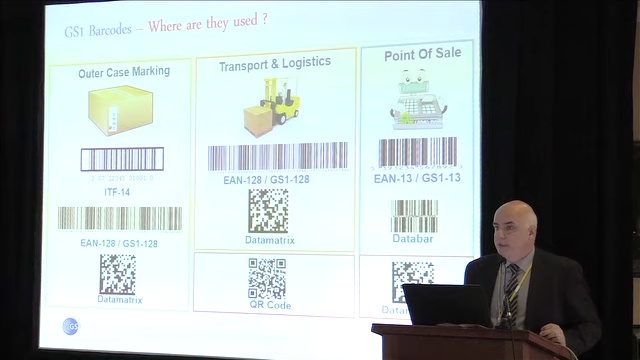 GS1 Barcodes – Where are they used ?
Outer Case Marking
ITF-14
EAN-128 / GS1-128
Datamatrix
Transport & Logistics
EAN-128 / GS1-128
Datamatrix
QR Code
Point Of Sale
EAN-13 / GS1-13
Databar
GS1